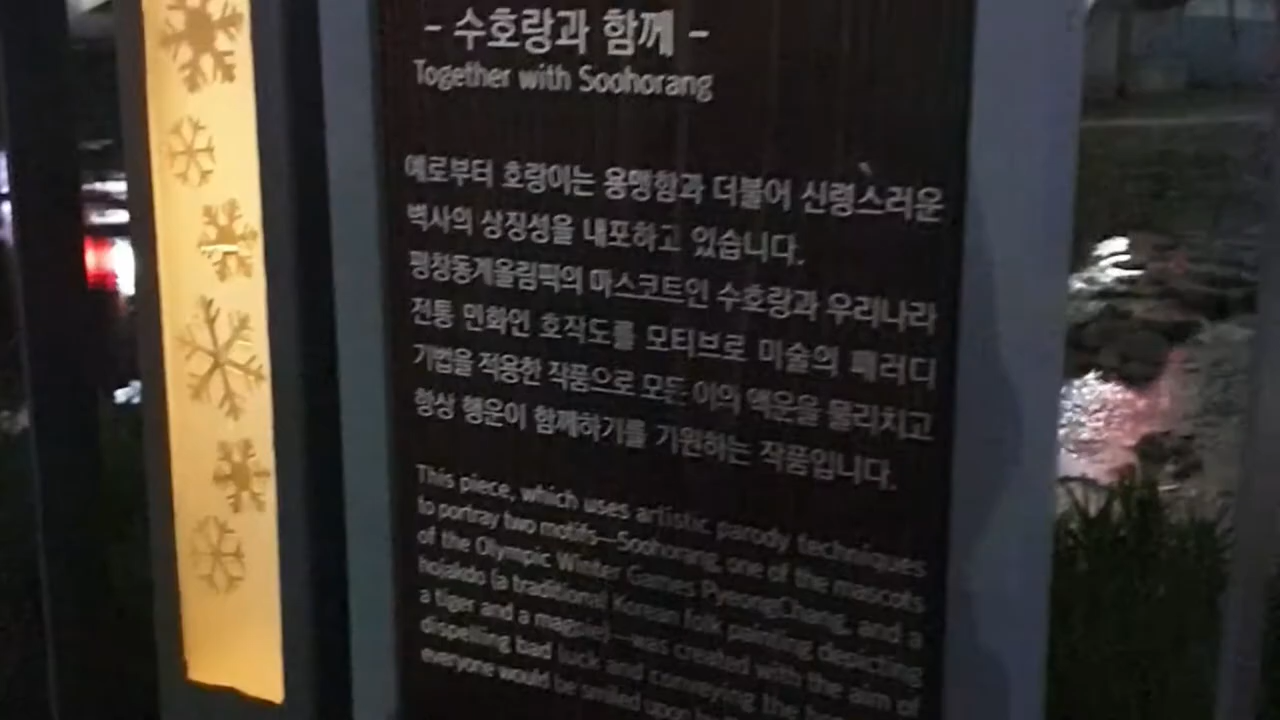 - 수호랑과 함께 -
Together with Soohorang
예로부터 호랑이는 용맹함과 더불어 신령스러운
벽사의 상징성을 내포하고 있습니다.
평창동계올림픽의 마스코트인 수호랑과 우리나라
전통 민화인 호작도를 모티브로 미술의 패러디
기법을 적용한 작품으로 모든 이의 액운을 물리치고
항상 행운이 함께하기를 기원하는 작품입니다.
This piece, which uses artistic parody techniques
to portray two motifs—Soohorang, one of the mascots
of the Olympic Winter Games PyeongChang, and a
hojakdo (a traditional Korean folk painting depicting
a tiger and a magpie)—was created with the aim of
dispelling bad luck and conveying the
everyone would be smiled upon